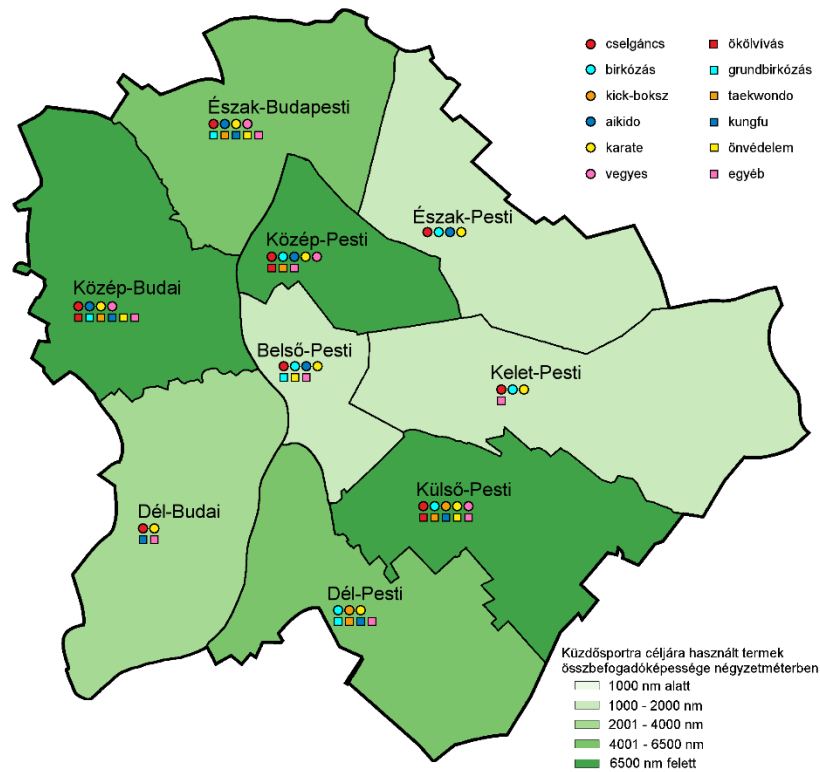 cselgáncs
ökölvívás
birkózás
grundbirkózás
kick-boksz
taekwondo
aikido
kungfu
karate
önvédelem
vegyes
egyéb
Észak-Budapesti
Észak-Pesti
Közép-Pesti
Közép-Budai
Belső-Pesti
Kelet-Pesti
Külső-Pesti
Dél-Budai
Dél-Pesti
Küzdősportra céljára használt termek
összbefogadóképessége négyzetméterben
1000 nm alatt
1000 - 2000 nm
2001 - 4000 nm
4001 - 6500 nm
6500 nm felett